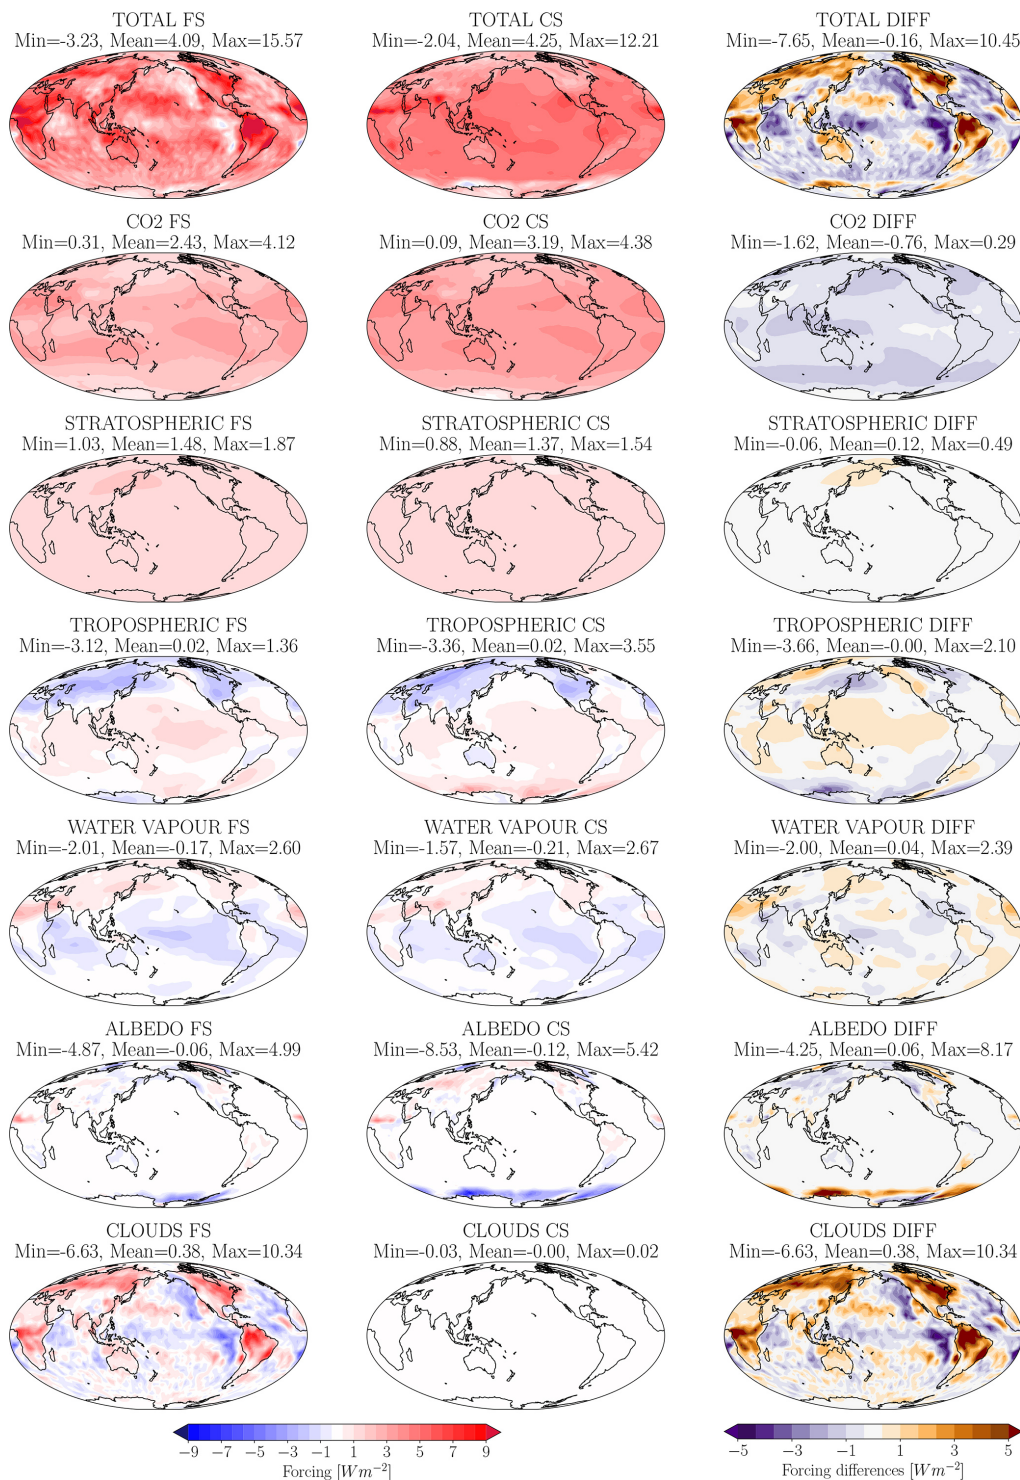 TOTAL FS
Min=-3.23, Mean=4.09, Max=15.57
TOTAL CS
Min=-2.04, Mean=4.25, Max=12.21
TOTAL DIFF
Min=-7.65, Mean=-0.16, Max=10.45
CO2 FS
Min=0.31, Mean=2.43, Max=4.12
CO2 CS
Min=0.09, Mean=3.19, Max=4.38
CO2 DIFF
Min=-1.62, Mean=-0.76, Max=0.29
STRATOSPHERIC FS
Min=1.03, Mean=1.48, Max=1.87
STRATOSPHERIC CS
Min=0.88, Mean=1.37, Max=1.54
STRATOSPHERIC DIFF
Min=-0.06, Mean=0.12, Max=0.49
TROPOSPHERIC FS
Min=-3.12, Mean=0.02, Max=1.36
TROPOSPHERIC CS
Min=-3.36, Mean=0.02, Max=3.55
TROPOSPHERIC DIFF
Min=-3.66, Mean=-0.00, Max=2.10
WATER VAPOUR FS
Min=-2.01, Mean=-0.17, Max=2.60
WATER VAPOUR CS
Min=-1.57, Mean=-0.21, Max=2.67
WATER VAPOUR DIFF
Min=-2.00, Mean=0.04, Max=2.39
ALBEDO FS
Min=-4.87, Mean=-0.06, Max=4.99
ALBEDO CS
Min=-8.53, Mean=-0.12, Max=5.42
ALBEDO DIFF
Min=-4.25, Mean=0.06, Max=8.17
CLOUDS FS
Min=-6.63, Mean=0.38, Max=10.34
CLOUDS CS
Min=-0.03, Mean=-0.00, Max=0.02
CLOUDS DIFF
Min=-6.63, Mean=0.38, Max=10.34
−9 −7 −5 −3 −1 1 3 5 7 9
Forcing [Wm⁻²]
−5 −3 −1 1 3 5
Forcing differences [Wm⁻²]